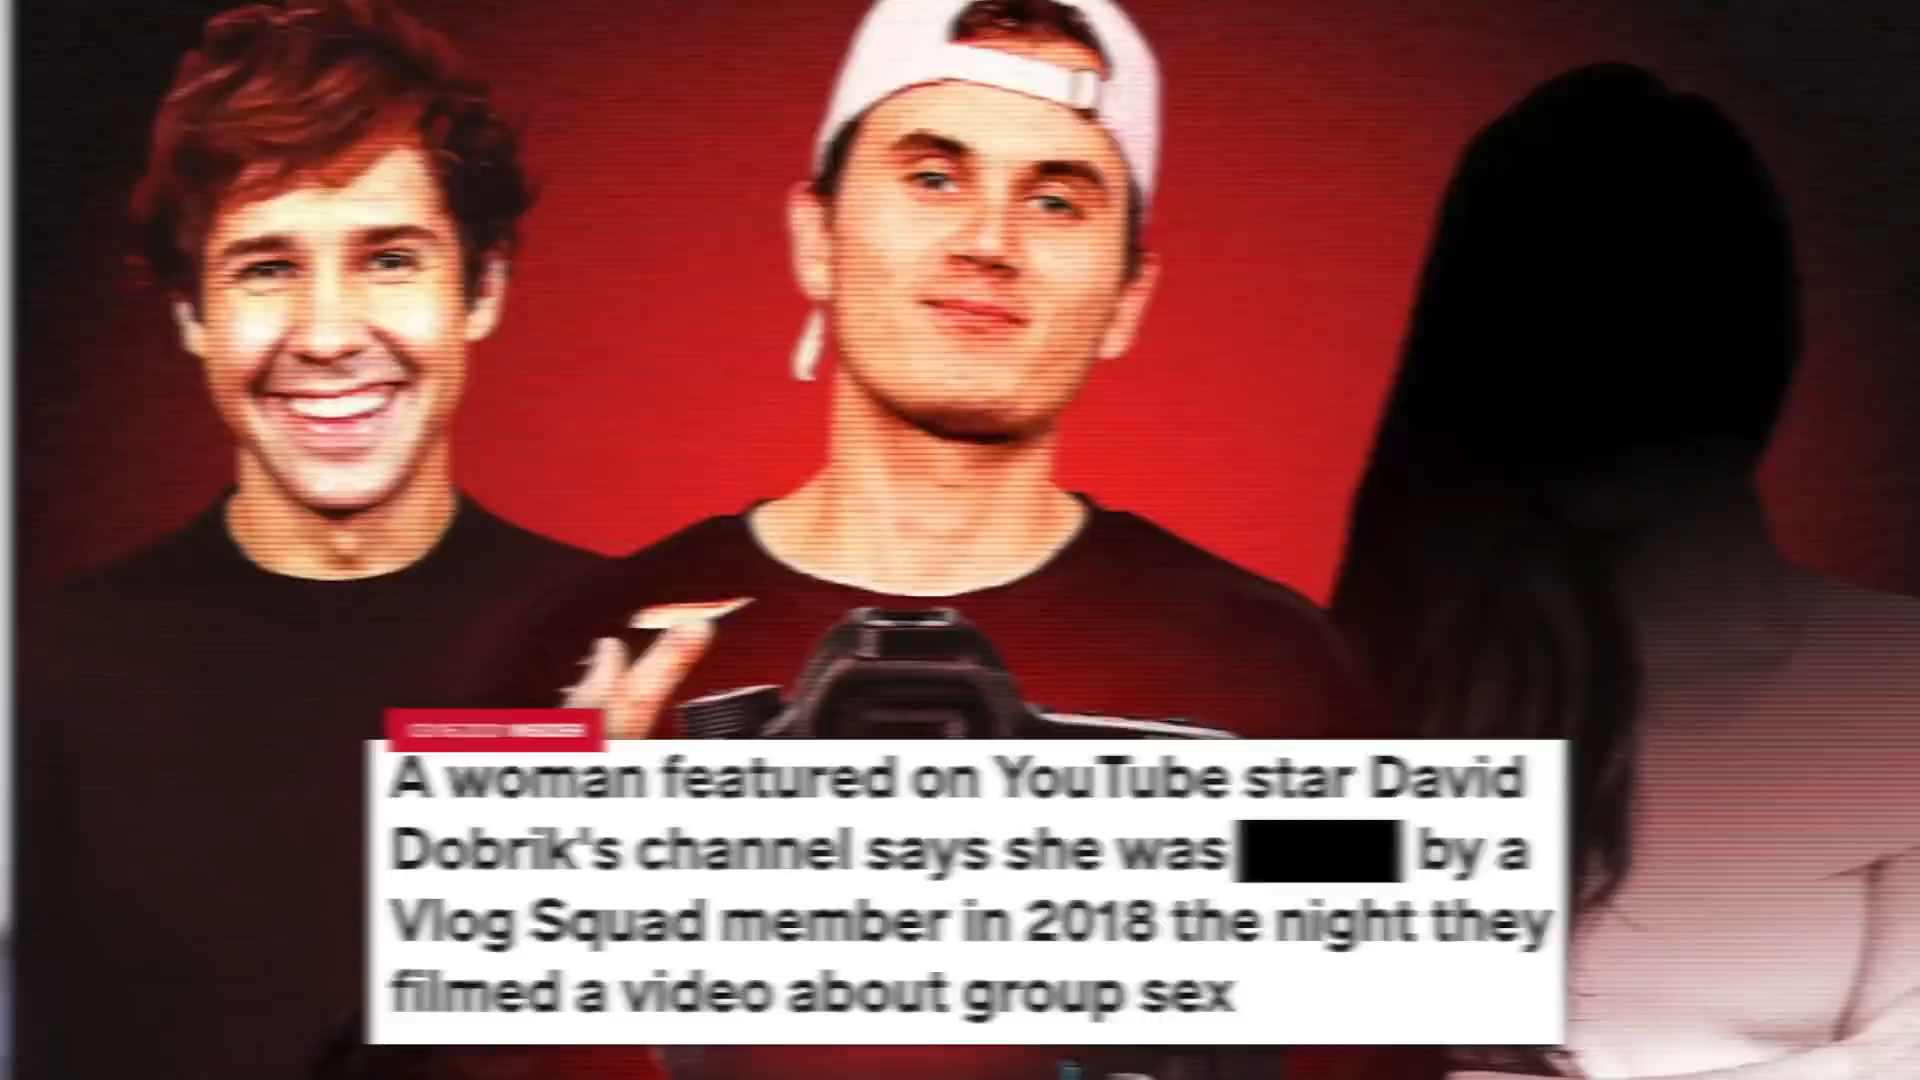 A woman featured on YouTube star David
Dobrik's channel says she was by a
Vlog Squad member in 2018 the night they
filmed a video about group sex